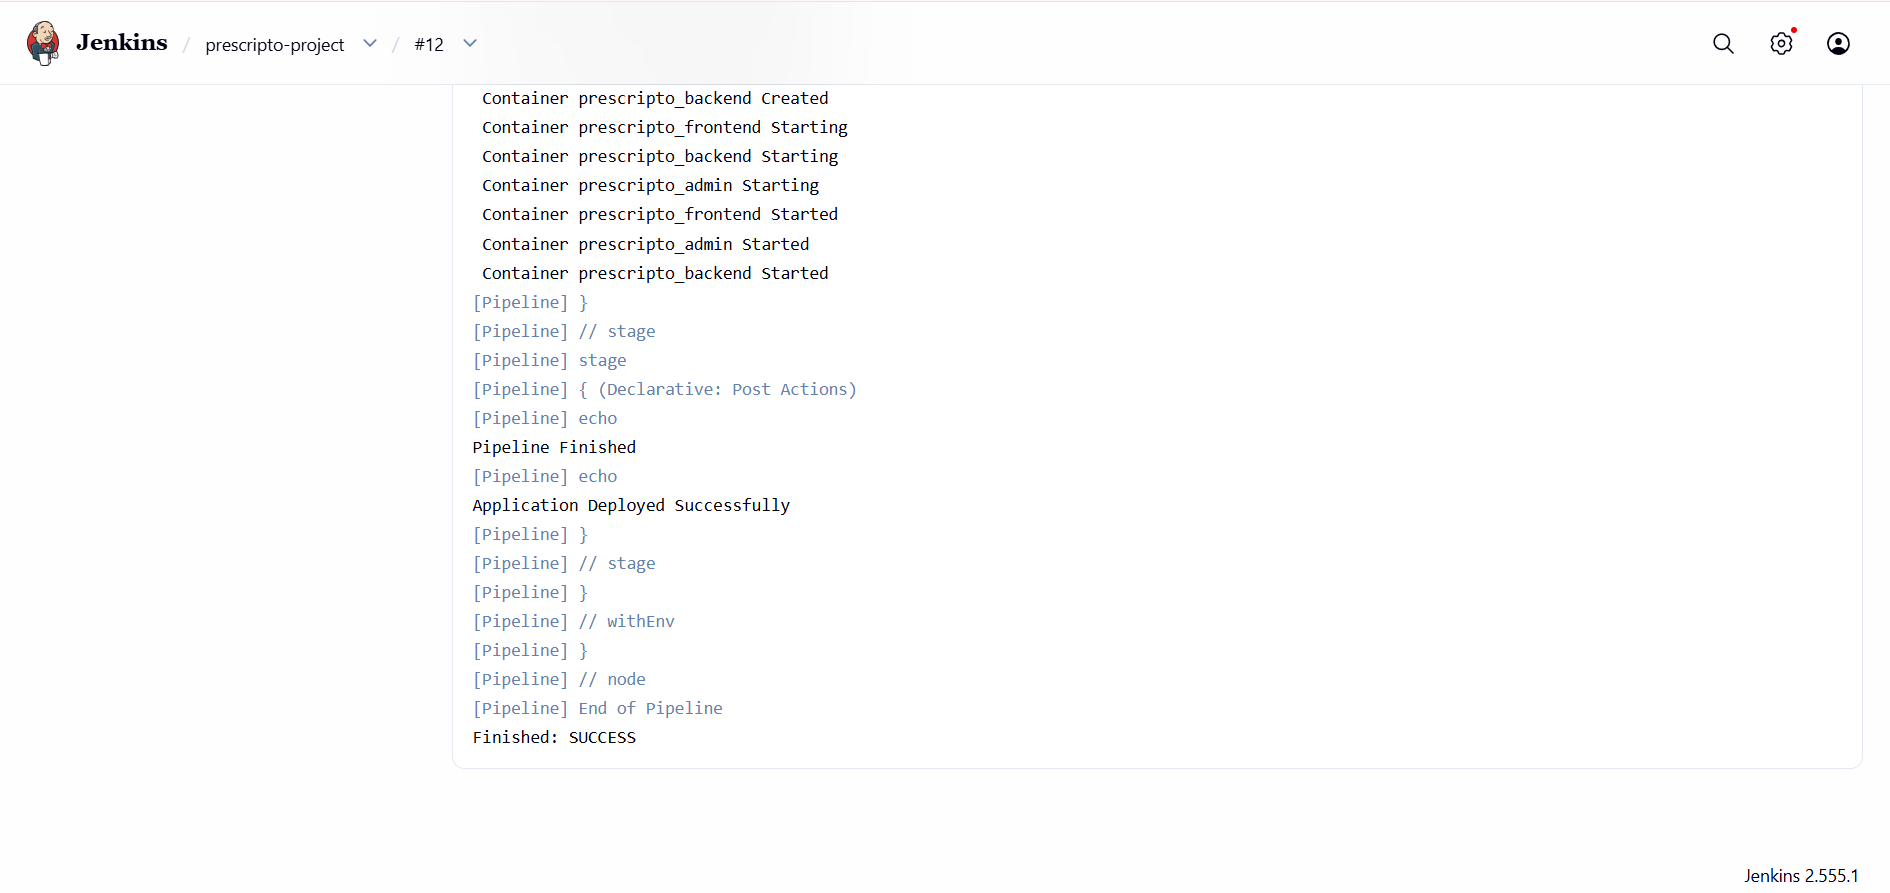 Jenkins / prescripto-project / #12
Container prescripto_backend Created
Container prescripto_frontend Starting
Container prescripto_backend Starting
Container prescripto_admin Starting
Container prescripto_frontend Started
Container prescripto_admin Started
Container prescripto_backend Started
[Pipeline] }
[Pipeline] // stage
[Pipeline] stage
[Pipeline] { (Declarative: Post Actions)
[Pipeline] echo
Pipeline Finished
[Pipeline] echo
Application Deployed Successfully
[Pipeline] }
[Pipeline] // stage
[Pipeline] }
[Pipeline] // withEnv
[Pipeline] }
[Pipeline] // node
[Pipeline] End of Pipeline
Finished: SUCCESS
Jenkins 2.555.1